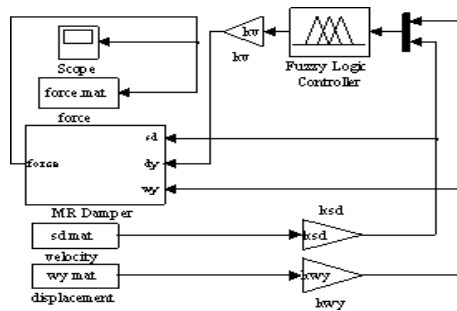 Scope
force.mat
force
kv
kv
Fuzzy Logic
Controller
sd
force
dy
wy
MR Damper
sd.mat
velocity
wy.mat
displacement
ksd
ksd
kwy
kwy